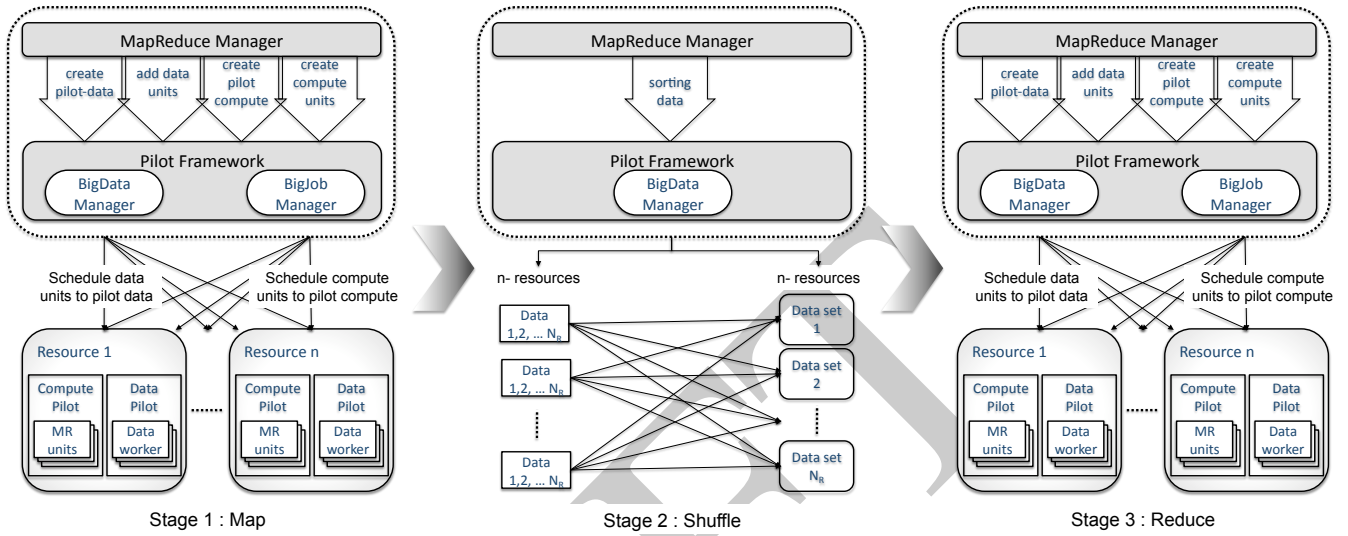 MapReduce Manager
create
pilot-data
add data
units
create
pilot
compute
create
compute
units
Pilot Framework
BigData
Manager
BigJob
Manager
Schedule data
units to pilot data
Schedule compute
units to pilot compute
Resource 1
Compute
Pilot
MR
units
Data
Pilot
Data
worker
......
Resource n
Compute
Pilot
MR
units
Data
Pilot
Data
worker
Stage 1 : Map
MapReduce Manager
sorting
data
Pilot Framework
BigData
Manager
n- resources
n- resources
Data
1,2, ... NR
Data
1,2, ... NR
Data
1,2, ... NR
Data set
1
Data set
2
Data set
NR
Stage 2 : Shuffle
MapReduce Manager
create
pilot-data
add data
units
create
pilot
compute
create
compute
units
Pilot Framework
BigData
Manager
BigJob
Manager
Schedule data
units to pilot data
Schedule compute
units to pilot compute
Resource 1
Compute
Pilot
MR
units
Data
Pilot
Data
worker
......
Resource n
Compute
Pilot
MR
units
Data
Pilot
Data
worker
Stage 3 : Reduce